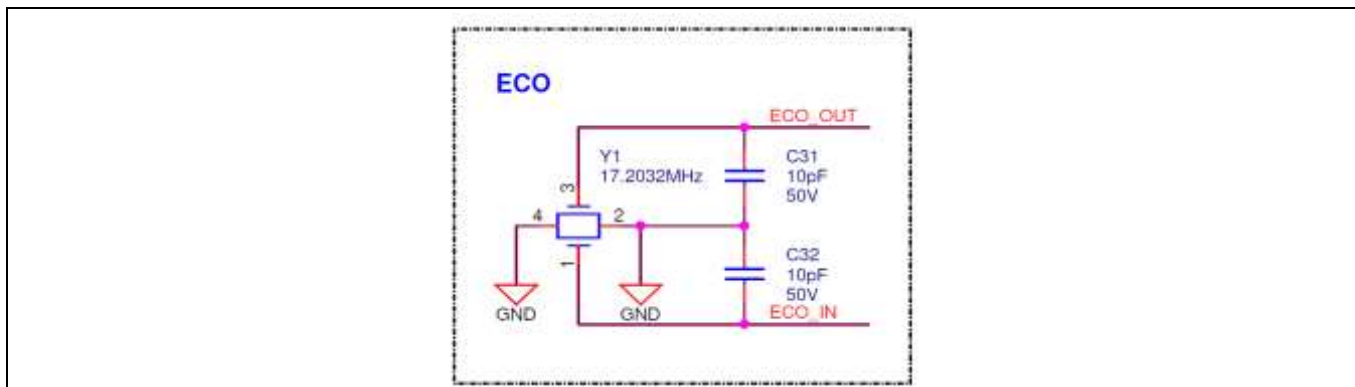 ECO
ECO_OUT
Y1
17.2032MHz
C31
10pF
50V
3
4
2
1
C32
10pF
50V
GND
GND
ECO_IN